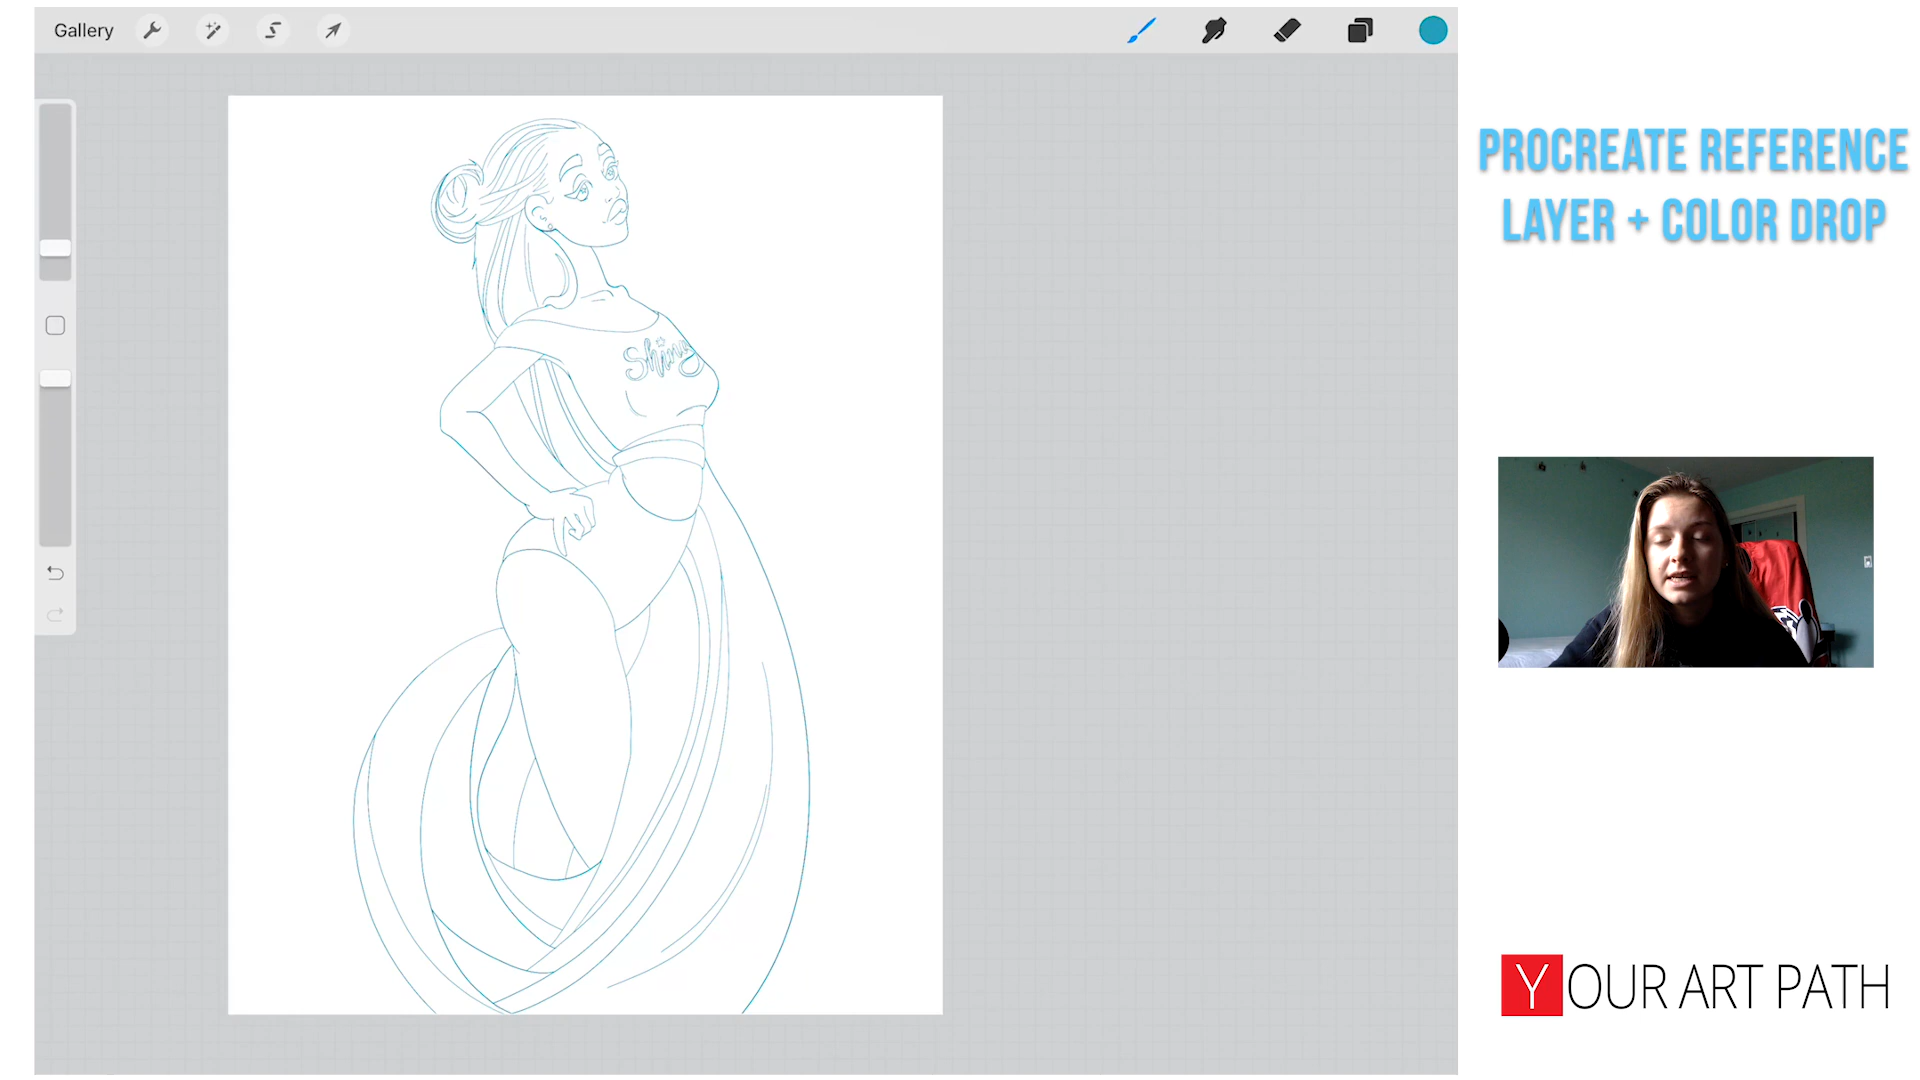 Gallery
PROCREATE REFERENCE
LAYER + COLOR DROP
Shiny
YOUR ART PATH